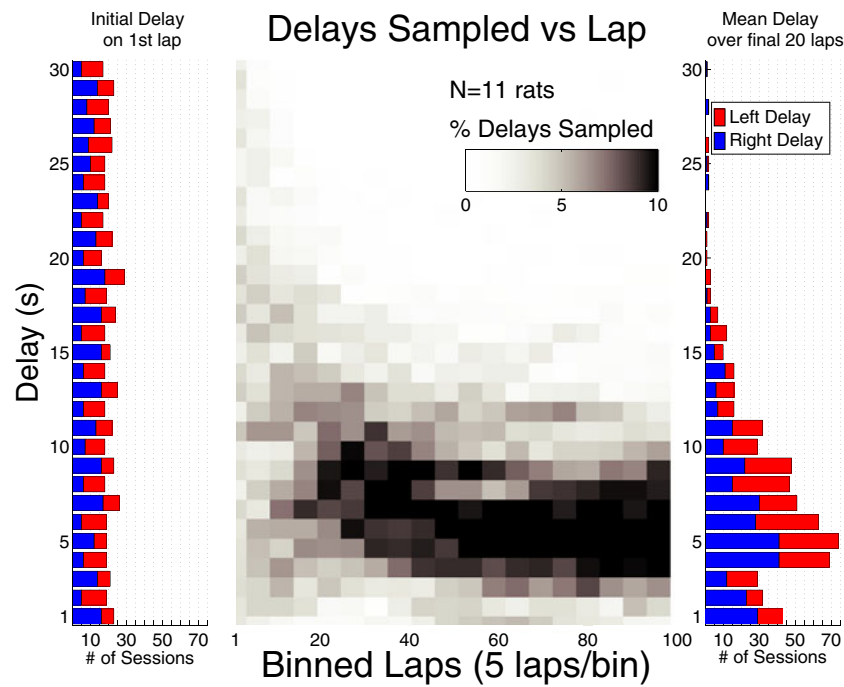 Initial Delay
on 1st lap
Delays Sampled vs Lap
Mean Delay
over final 20 laps
N=11 rats
% Delays Sampled
0 5 10
Left Delay
Right Delay
Delay (s)
30
25
20
15
10
5
1
30
25
20
15
10
5
1
10 30 50 70
# of Sessions
1 20 40 60 80 100
Binned Laps (5 laps/bin)
10 30 50 70
# of Sessions